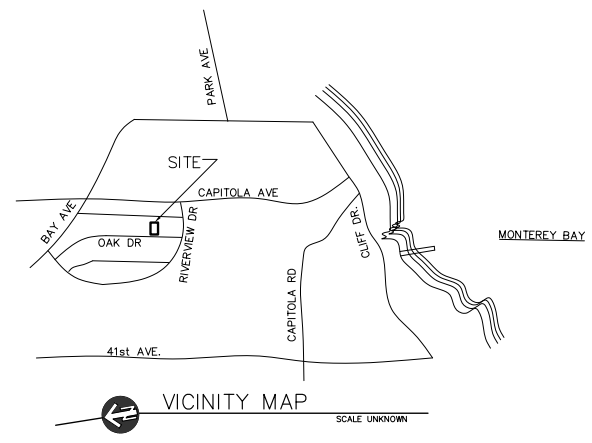 PARK AVE
SITE
CAPITOLA AVE
BAY AVE
RIVERVIEW DR
OAK DR
CLIFF DR.
MONTEREY BAY
CAPITOLA RD
41st AVE.
N
VICINITY MAP
SCALE UNKNOWN